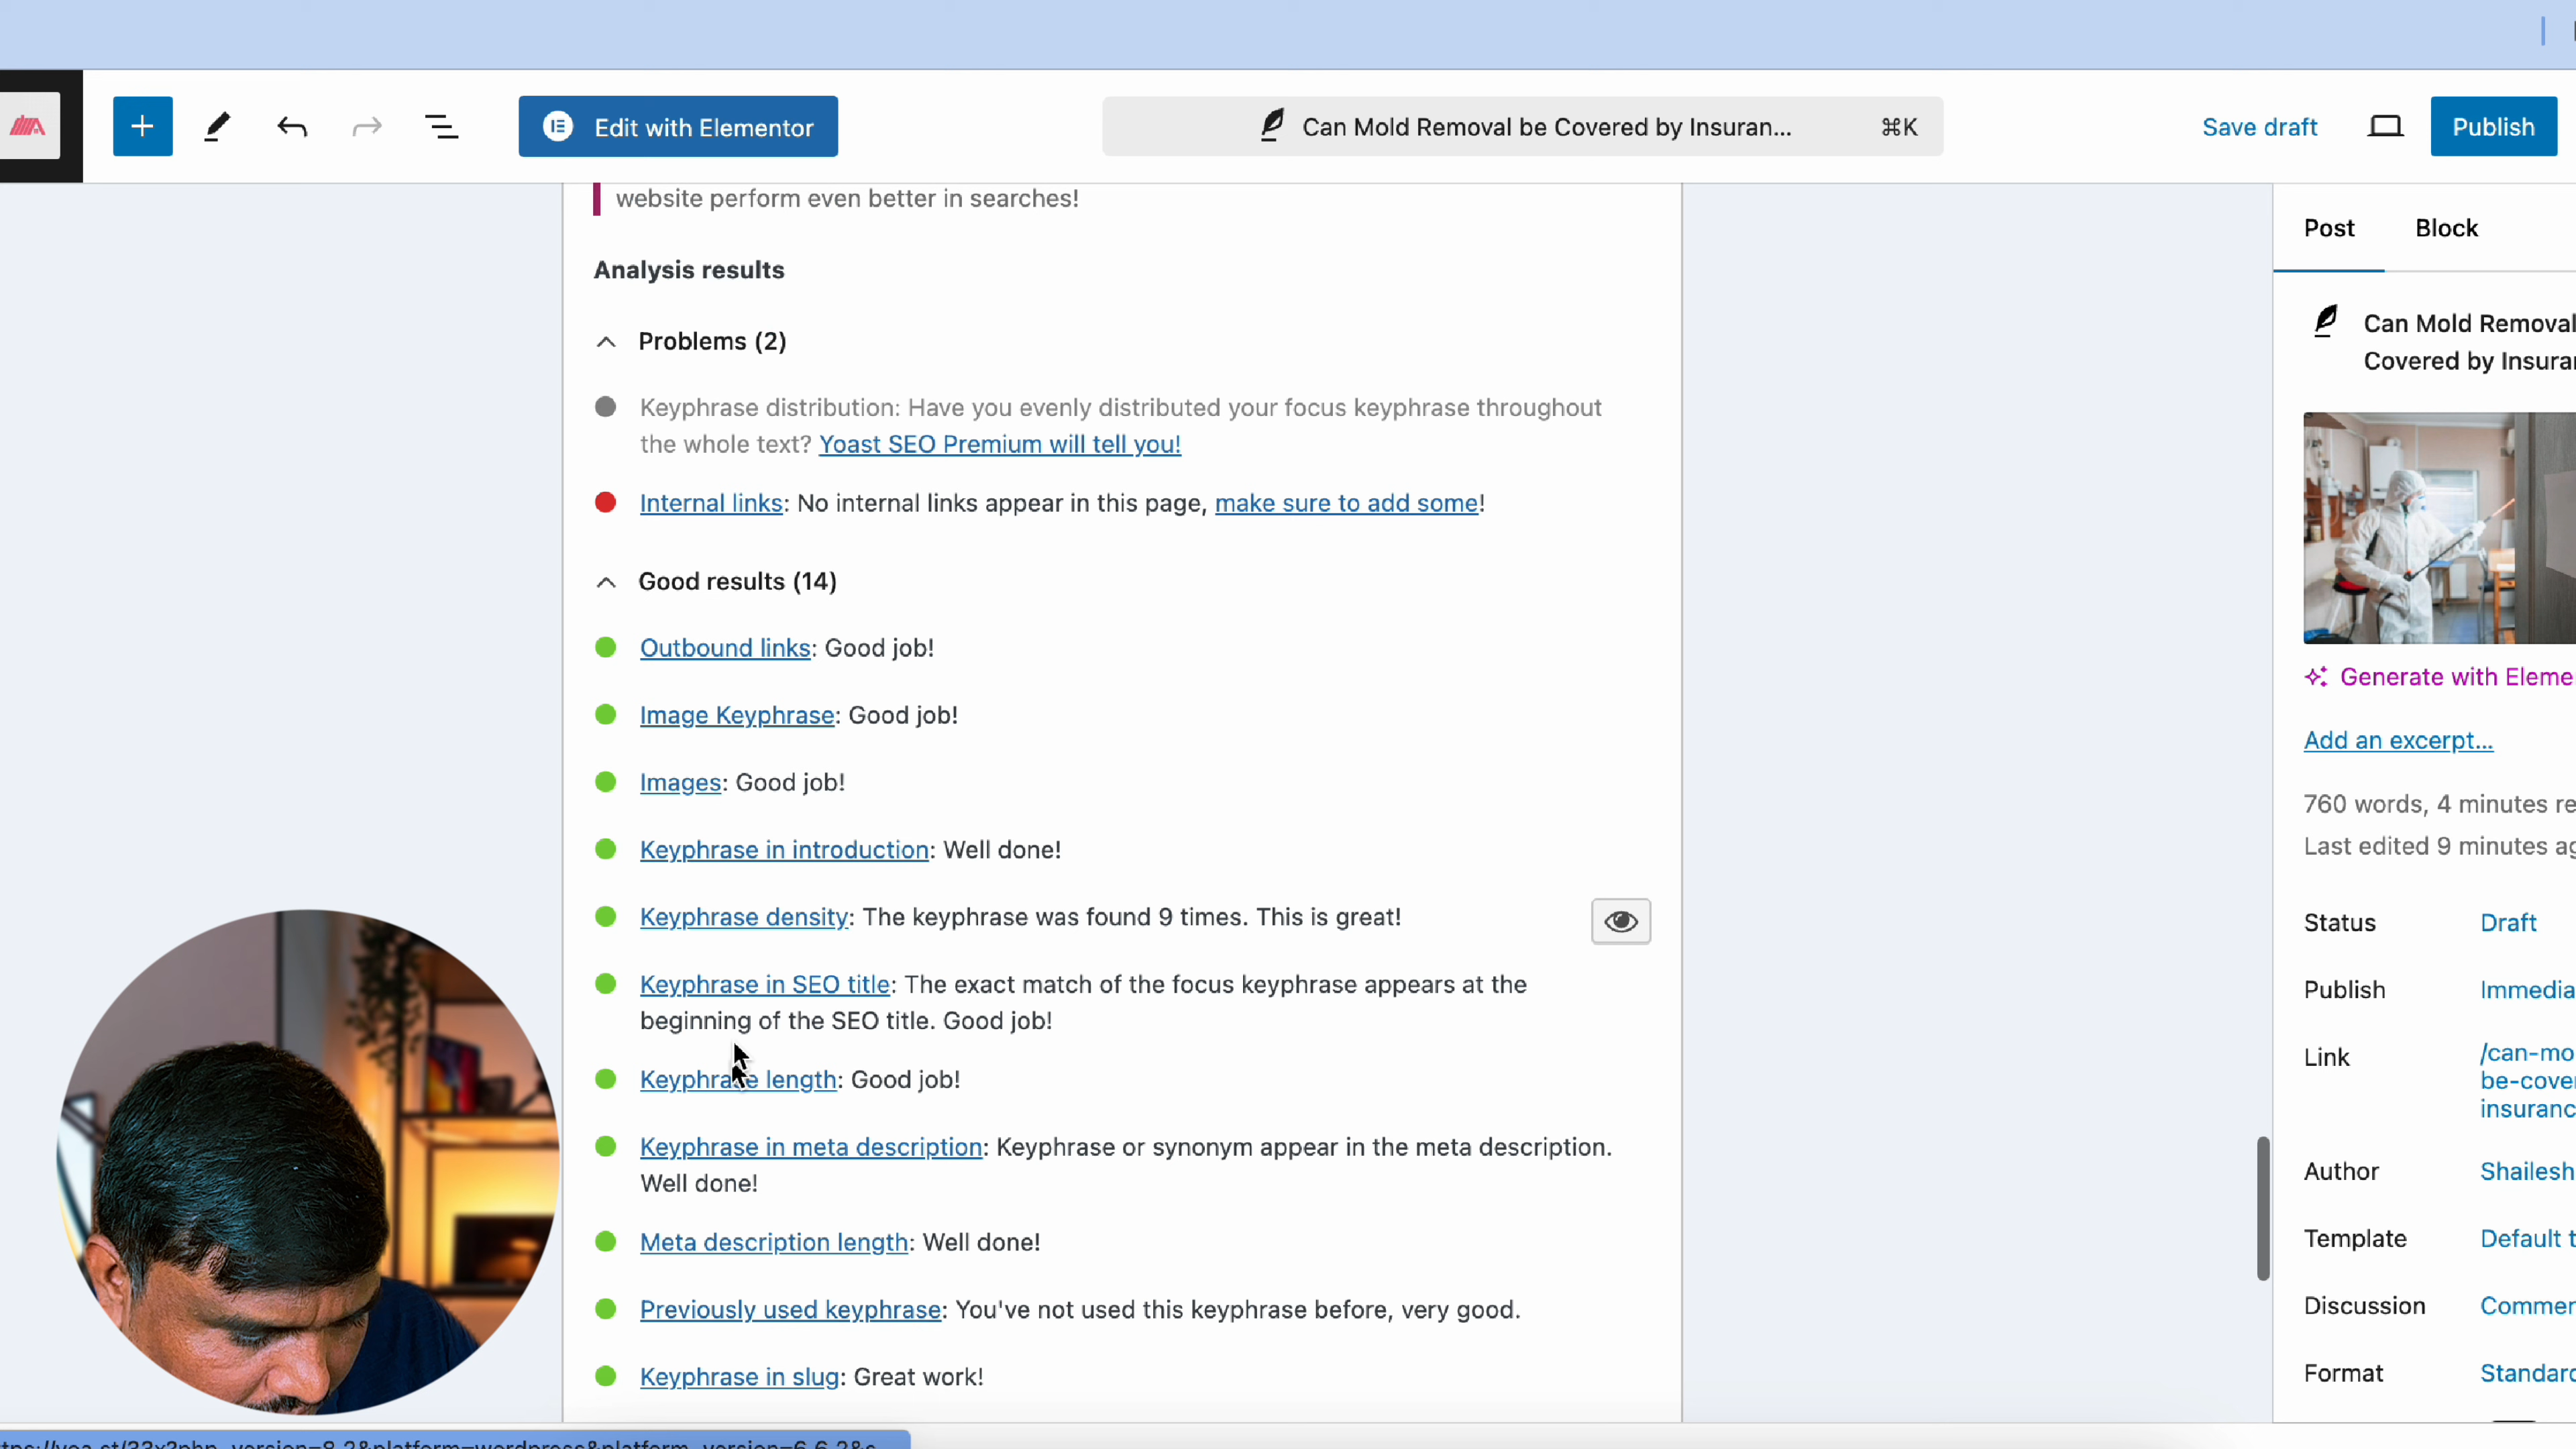 Edit with Elementor
Can Mold Removal be Covered by Insuran... ⌘K
Save draft
Publish
website perform even better in searches!
Analysis results
Problems (2)
Keyphrase distribution: Have you evenly distributed your focus keyphrase throughout
the whole text? Yoast SEO Premium will tell you!
Internal links: No internal links appear in this page, make sure to add some!
Good results (14)
Outbound links: Good job!
Image Keyphrase: Good job!
Images: Good job!
Keyphrase in introduction: Well done!
Keyphrase density: The keyphrase was found 9 times. This is great!
Keyphrase in SEO title: The exact match of the focus keyphrase appears at the
beginning of the SEO title. Good job!
Keyphrase length: Good job!
Keyphrase in meta description: Keyphrase or synonym appear in the meta description.
Well done!
Meta description length: Well done!
Previously used keyphrase: You've not used this keyphrase before, very good.
Keyphrase in slug: Great work!
Post Block
Can Mold Removal
Covered by Insuran
Generate with Eleme
Add an excerpt...
760 words, 4 minutes re
Last edited 9 minutes ag
Status Draft
Publish Immedia
Link /can-mo
be-cove
insuranc
Author Shailesh
Template Default t
Discussion Commen
Format Standard